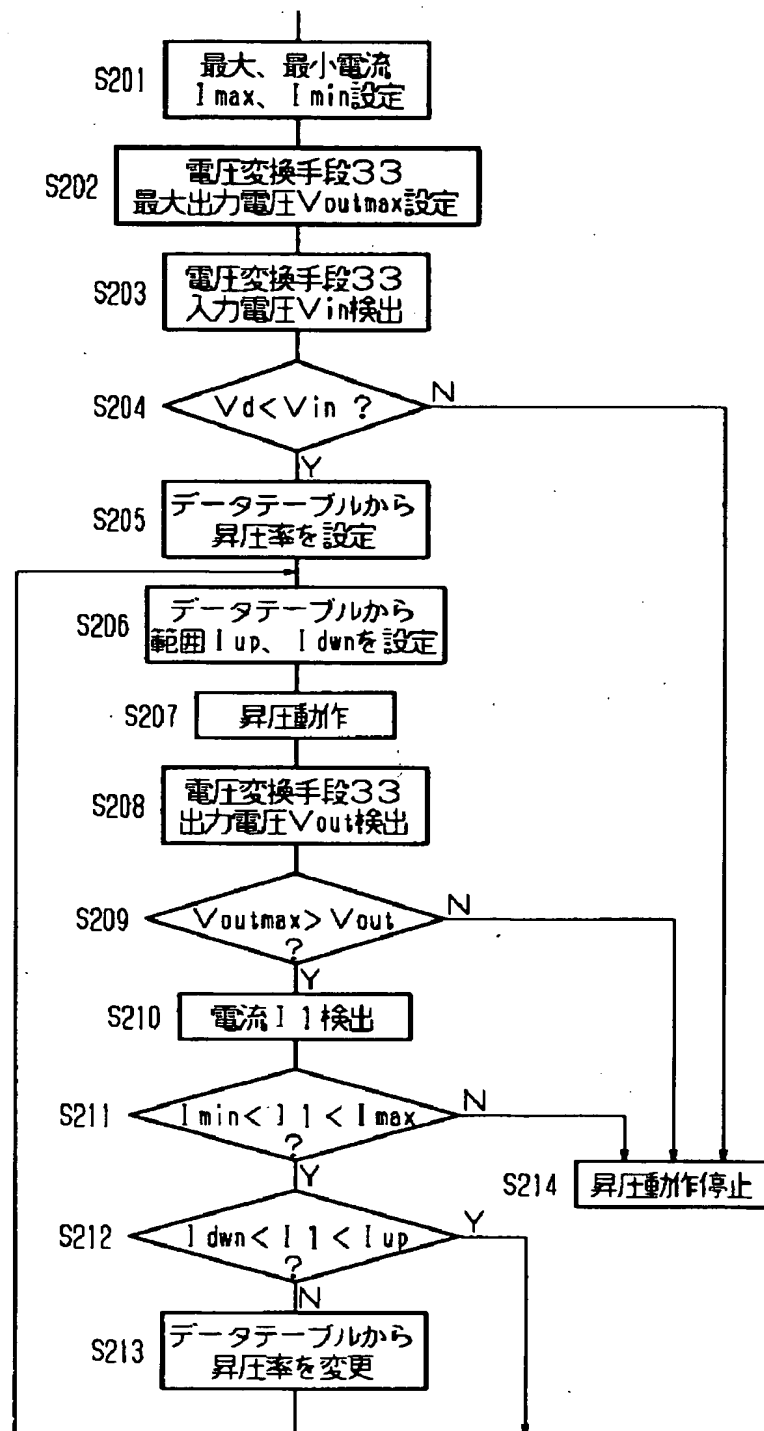 S201
最大、最小電流
Imax、Imin設定
S202
電圧変換手段33
最大出力電圧Voutmax設定
S203
電圧変換手段33
入力電圧Vin検出
S204
Vd<Vin ?
N
Y
S205
データテーブルから
昇圧率を設定
S206
データテーブルから
範囲Iup、Idwnを設定
S207
昇圧動作
S208
電圧変換手段33
出力電圧Vout検出
S209
Voutmax>Vout
?
N
Y
S210
電流I1検出
S211
Imin<I1<Imax
?
N
Y
S214
昇圧動作停止
S212
Idwn<I1<Iup
?
Y
N
S213
データテーブルから
昇圧率を変更